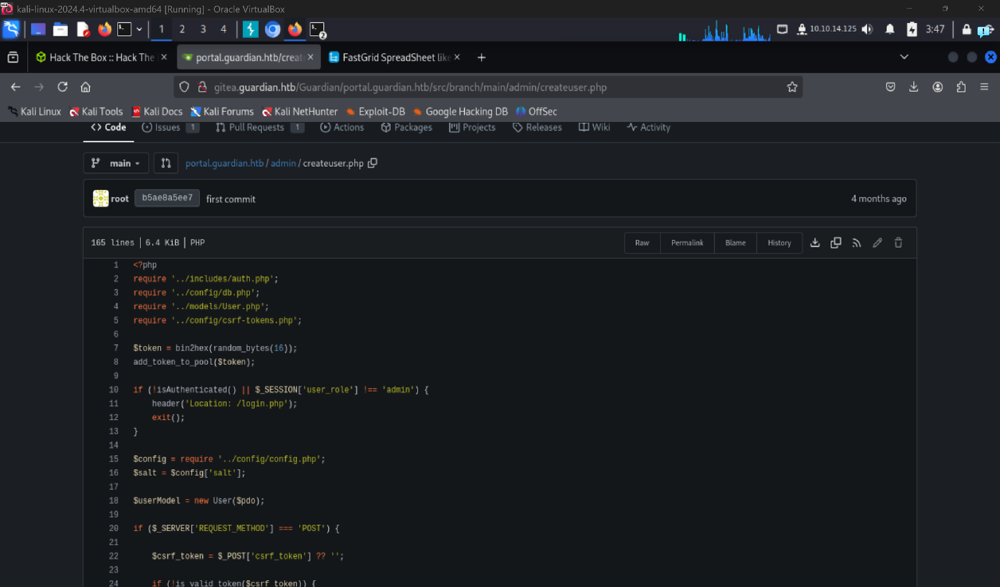 kali-linux-2024.4-virtualbox-amd64 [Running] - Oracle VirtualBox
1 2 3 4 2 10.10.14.125 3:47
Hack The Box :: Hack The portal.guardian.htb/creat FastGrid SpreadSheet like
gitea.guardian.htb/Guardian/portal.guardian.htb/src/branch/main/admin/createuser.php
Kali Linux Kali Tools Kali Docs Kali Forums Kali NetHunter Exploit-DB Google Hacking DB OffSec
<> Code Issues 1 Pull Requests 1 Actions Packages Projects Releases Wiki Activity
main portal.guardian.htb / admin / createuser.php
root b5ae8a5ee7 first commit 4 months ago
165 lines | 6.4 KiB | PHP Raw Permalink Blame History
1 <?php
2 require '../includes/auth.php';
3 require '../config/db.php';
4 require '../models/User.php';
5 require '../config/csrf-tokens.php';
6
7 $token = bin2hex(random_bytes(16));
8 add_token_to_pool($token);
9
10 if (!isAuthenticated() || $_SESSION['user_role'] !== 'admin') {
11 header('Location: /login.php');
12 exit();
13 }
14
15 $config = require '../config/config.php';
16 $salt = $config['salt'];
17
18 $userModel = new User($pdo);
19
20 if ($_SERVER['REQUEST_METHOD'] === 'POST') {
21
22 $csrf_token = $_POST['csrf_token'] ?? '';
23
24 if (!is_valid_token($csrf_token)) {